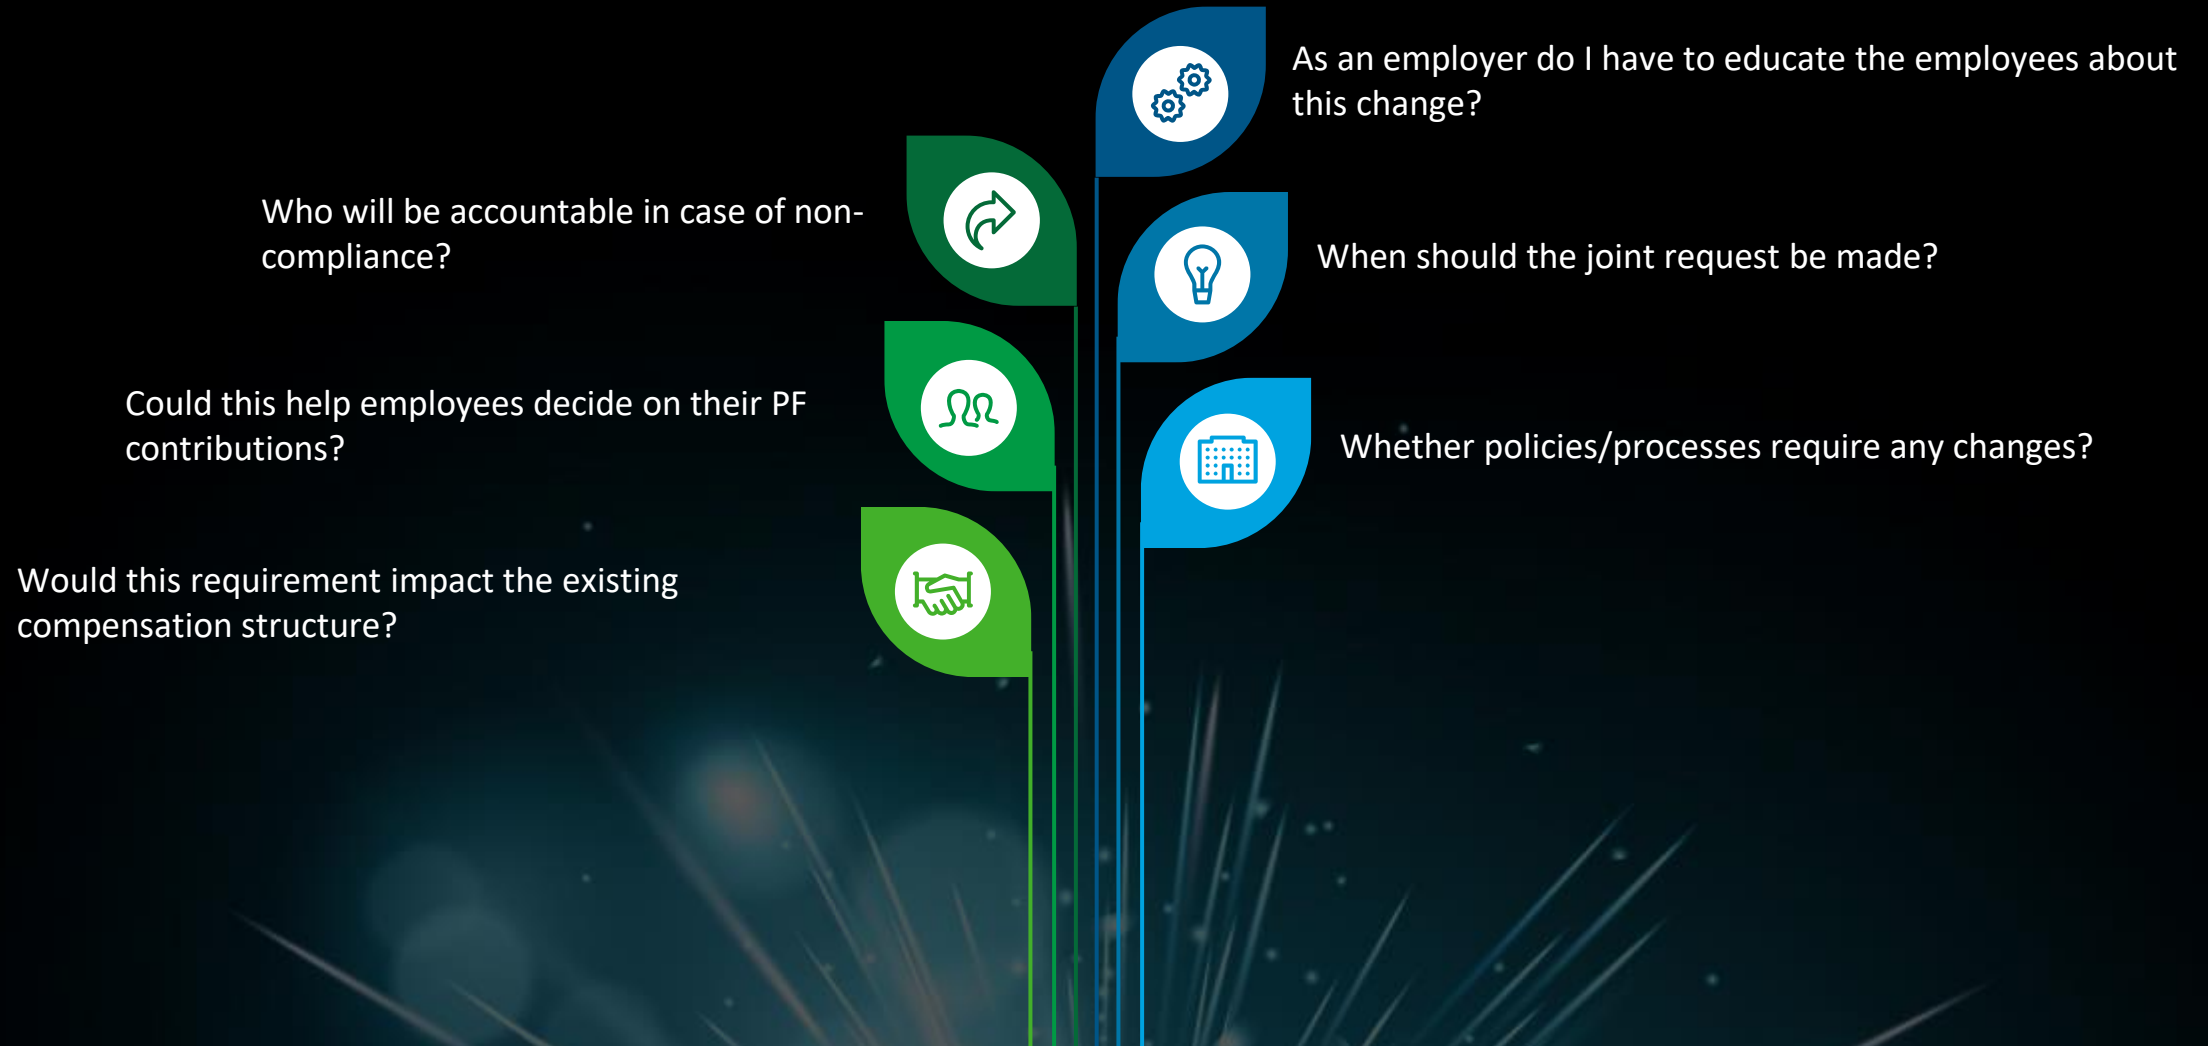 As an employer do I have to educate the employees about
this change?
Who will be accountable in case of non-
compliance?
When should the joint request be made?
Could this help employees decide on their PF
contributions?
Whether policies/processes require any changes?
Would this requirement impact the existing
compensation structure?